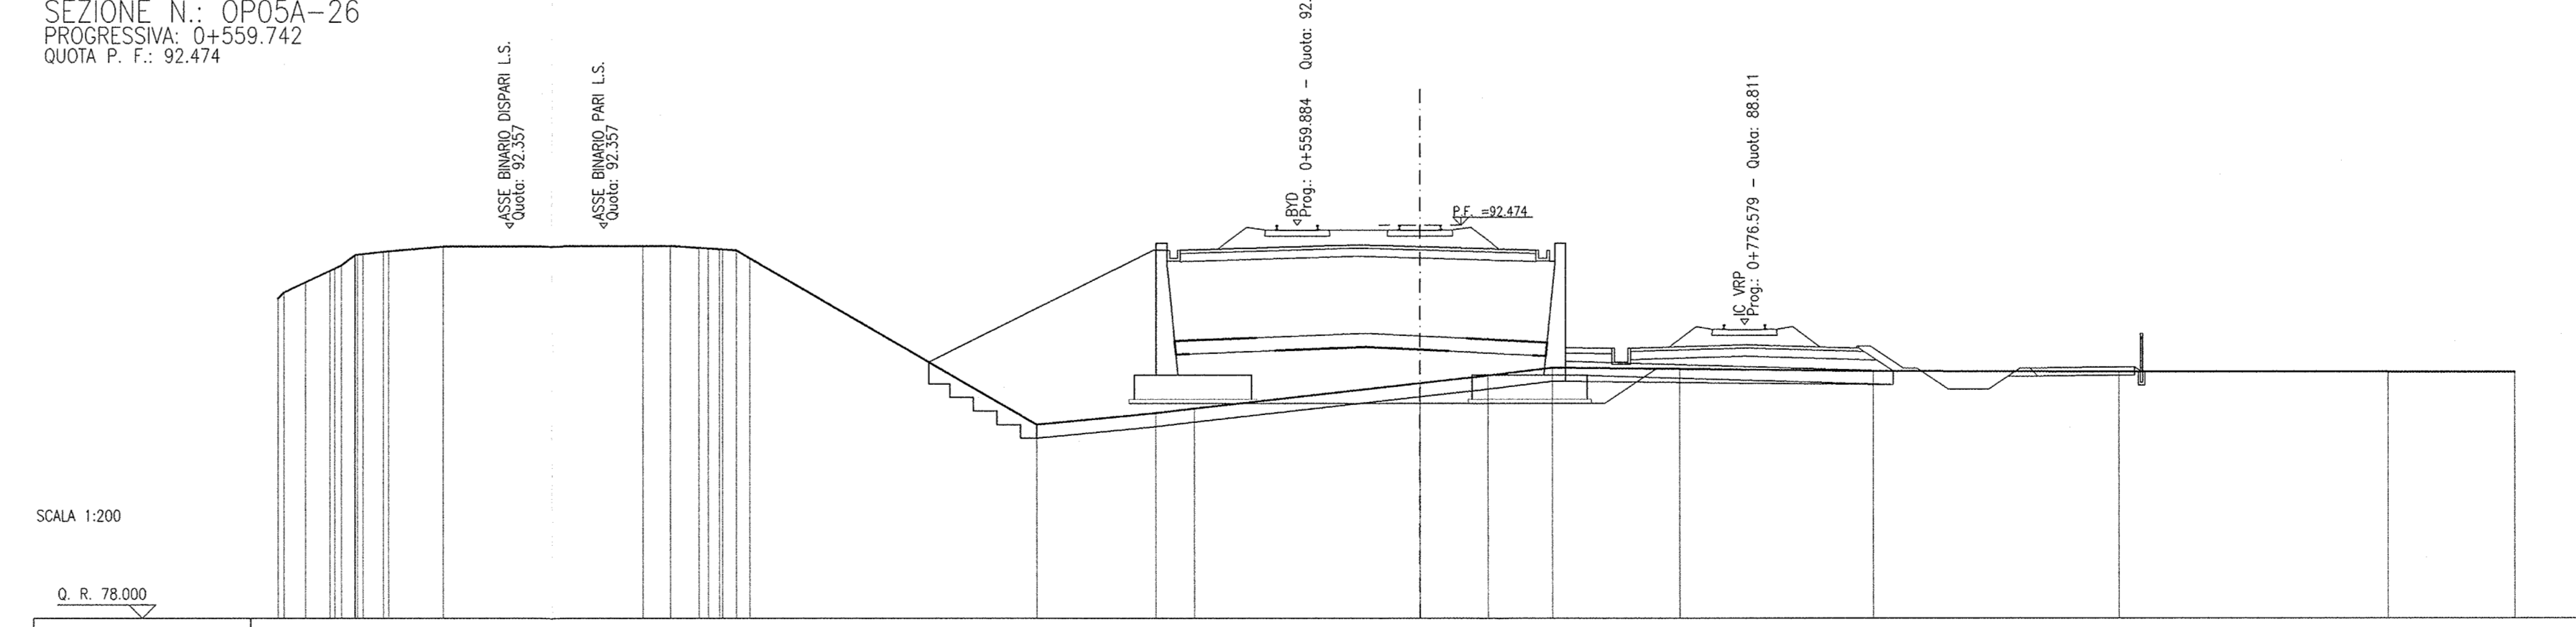 SEZIONE N.: OP05A-26
PROGRESSIVA: 0+559.742
QUOTA P. F.: 92.474
ASSE BINARIO DISPARI L.S.
Quota: 92.357
ASSE BINARIO PARI L.S.
Quota: 92.357
BYD
Prog.: 0+559.884 - Quota: 92.
P.F. =92.474
IC VRP
Prog.: 0+776.579 - Quota: 88.811
SCALA 1:200
Q. R. 78.000